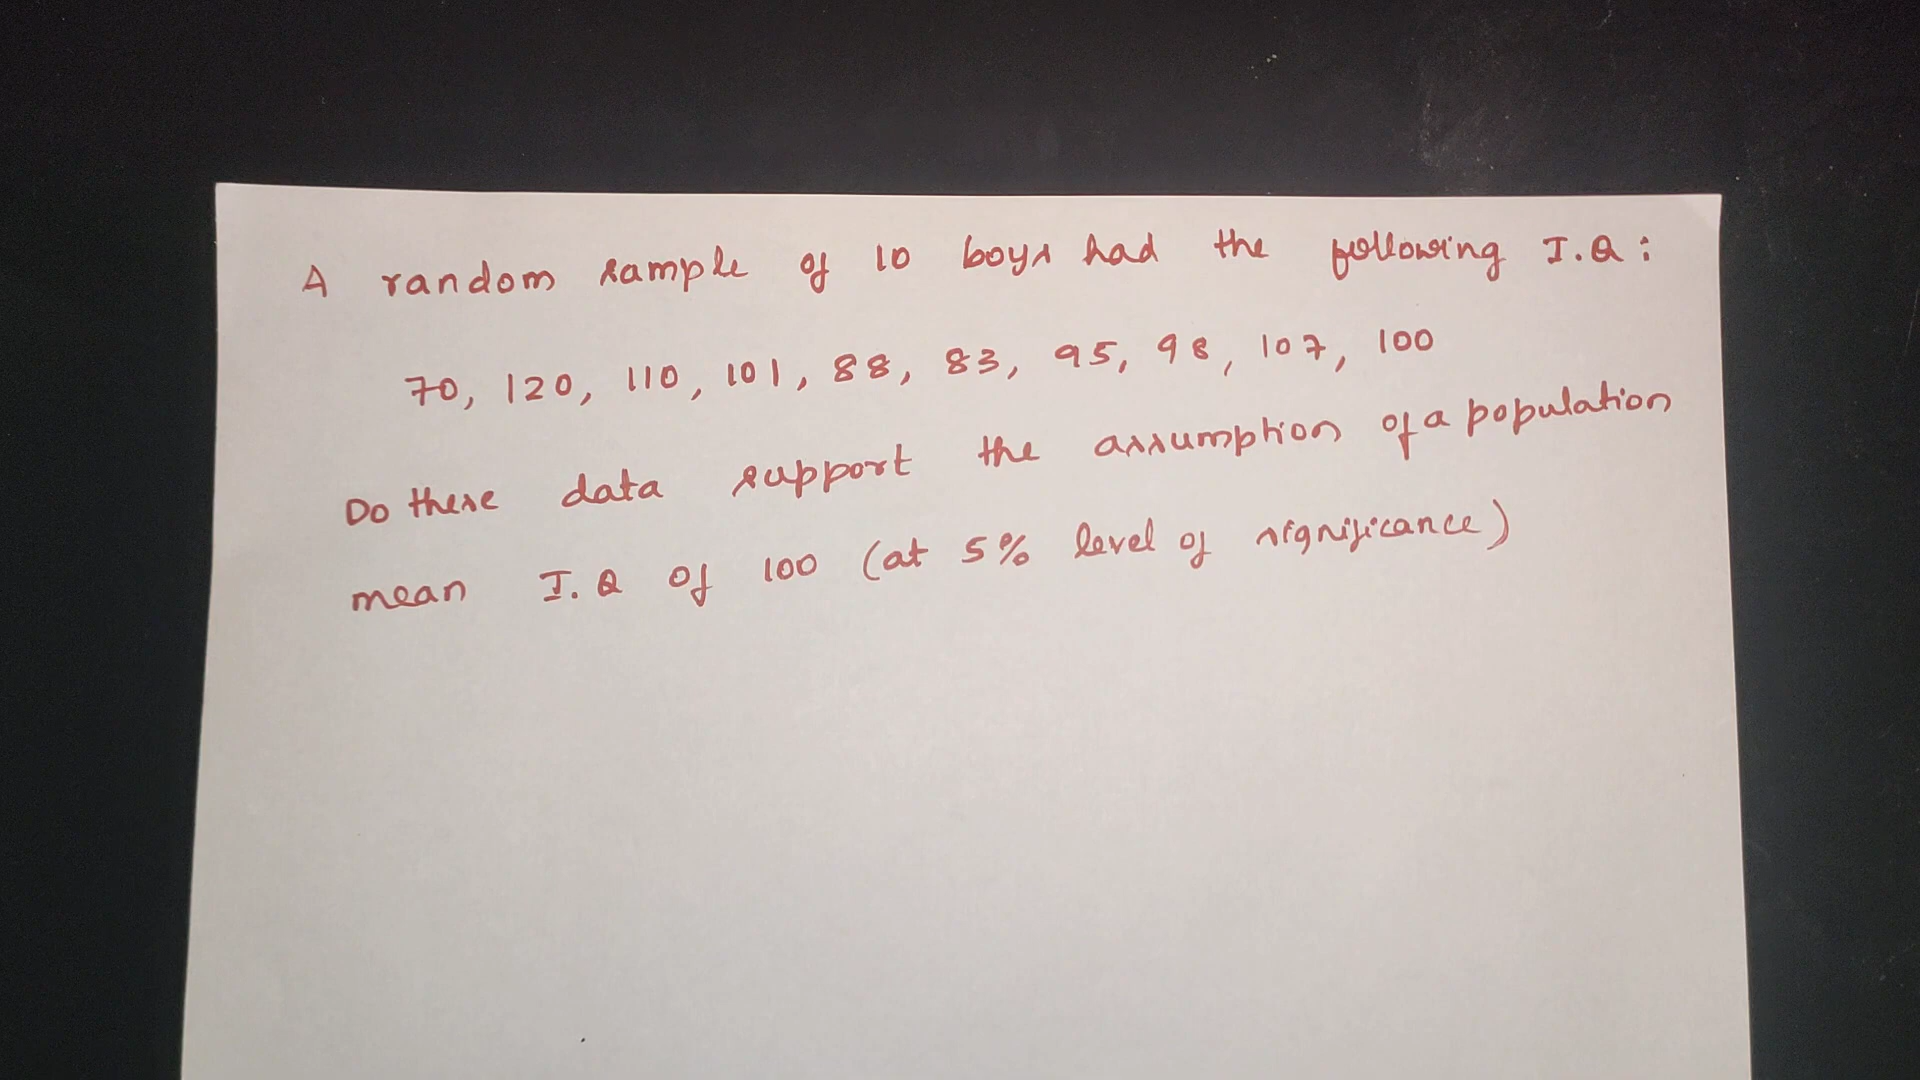 A random sample of 10 boys had the following I.Q :
70, 120, 110, 101, 88, 83, 95, 98, 107, 100
Do these data support the assumption of a population
mean I.Q of 100 (at 5% level of significance)